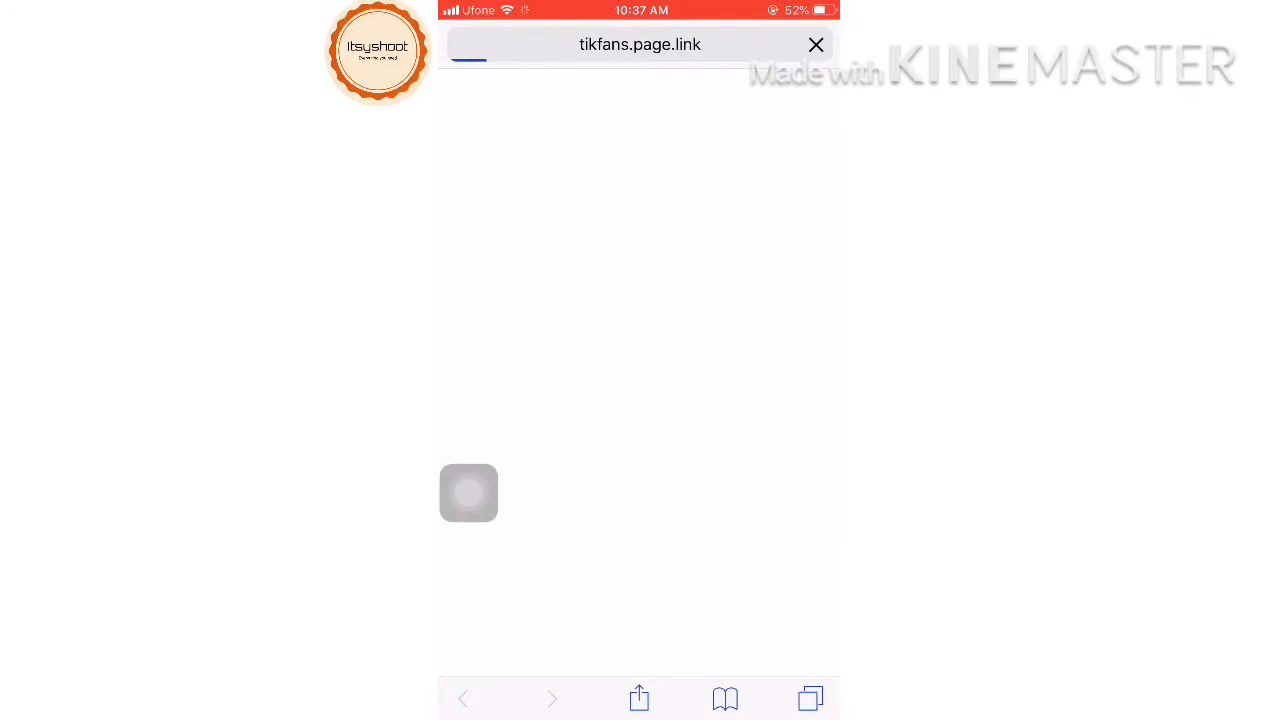 Ufone
10:37 AM
52%
tikfans.page.link
Itsyshoot
Made with KINEMASTER